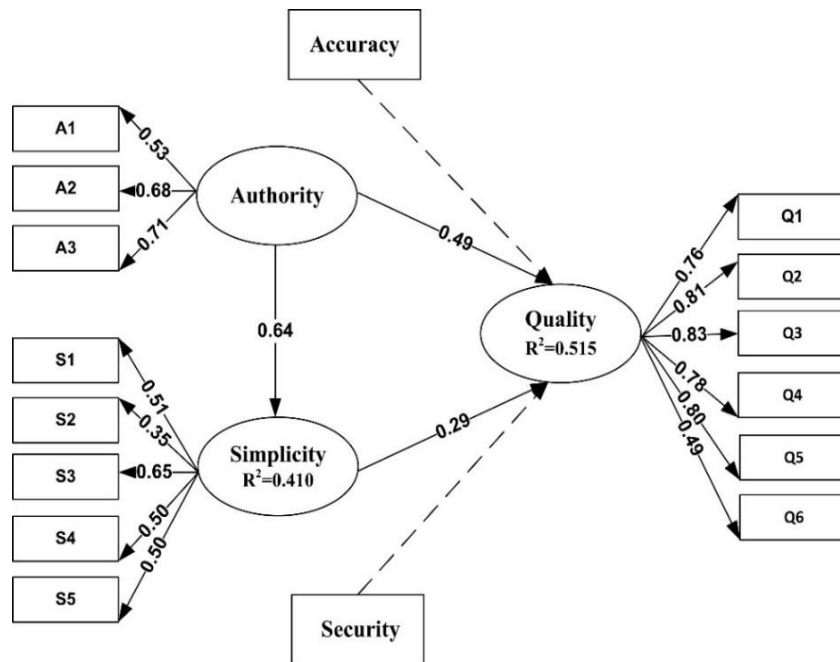 Accuracy
A1
A2
A3
0.53
0.68
0.71
Authority
0.49
0.64
Quality
R²=0.515
0.76
0.81
0.83
0.78
0.80
0.49
Q1
Q2
Q3
Q4
Q5
Q6
S1
S2
S3
S4
S5
0.51
0.35
0.65
0.50
0.50
Simplicity
R²=0.410
0.29
Security